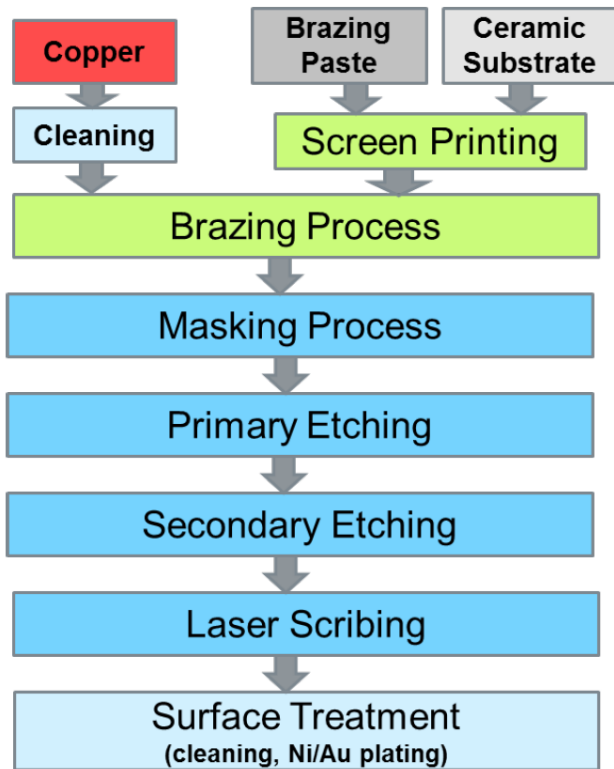 Copper
Brazing
Paste
Ceramic
Substrate
Cleaning
Screen Printing
Brazing Process
Masking Process
Primary Etching
Secondary Etching
Laser Scribing
Surface Treatment
(cleaning, Ni/Au plating)